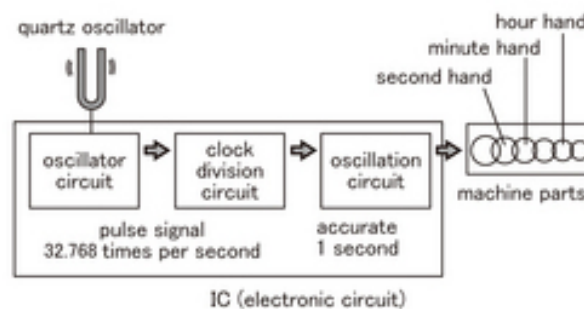 quartz oscillator
hour hand
minute hand
second hand
oscillator
circuit
clock
division
circuit
oscillation
circuit
machine parts
pulse signal
32.768 times per second
accurate
1 second
IC (electronic circuit)